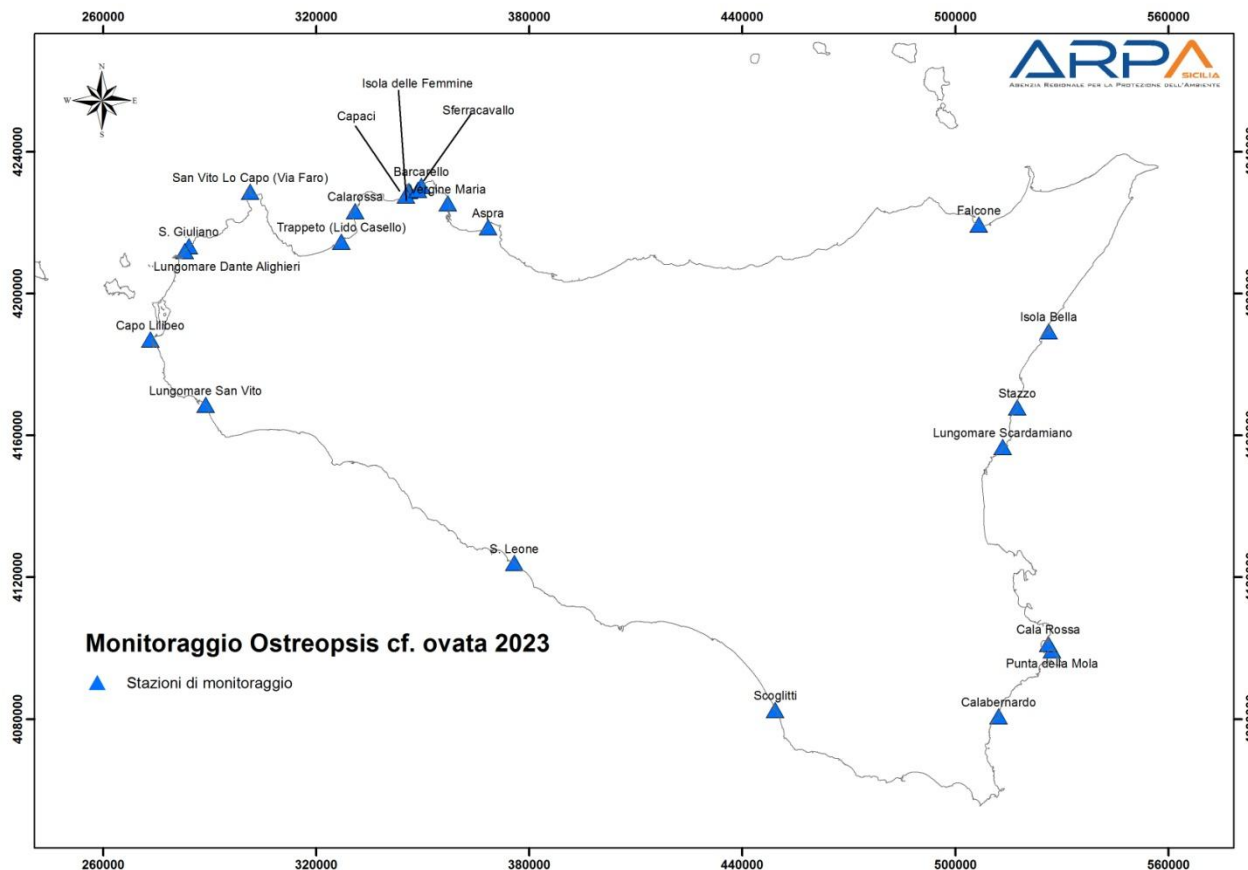 260000 320000 380000 440000 500000 560000
ARPA
SICILIA
Agenzia Regionale per la Protezione dell'Ambiente
N
W E
S
Isola delle Femmine
Capaci
Sferracavallo
4240000
Barcarello
San Vito Lo Capo (Via Faro)
Vergine Maria
Calarossa
Aspra
Falcone
Trappeto (Lido Casello)
S. Giuliano
Lungomare Dante Alighieri
4200000
Isola Bella
Capo Lilibeo
Lungomare San Vito
Stazzo
4160000
Lungomare Scardamiano
S. Leone
4120000
Cala Rossa
Monitoraggio Ostreopsis cf. ovata 2023
Punta della Mola
Stazioni di monitoraggio
Scoglitti
Calabernardo
4080000
260000 320000 380000 440000 500000 560000